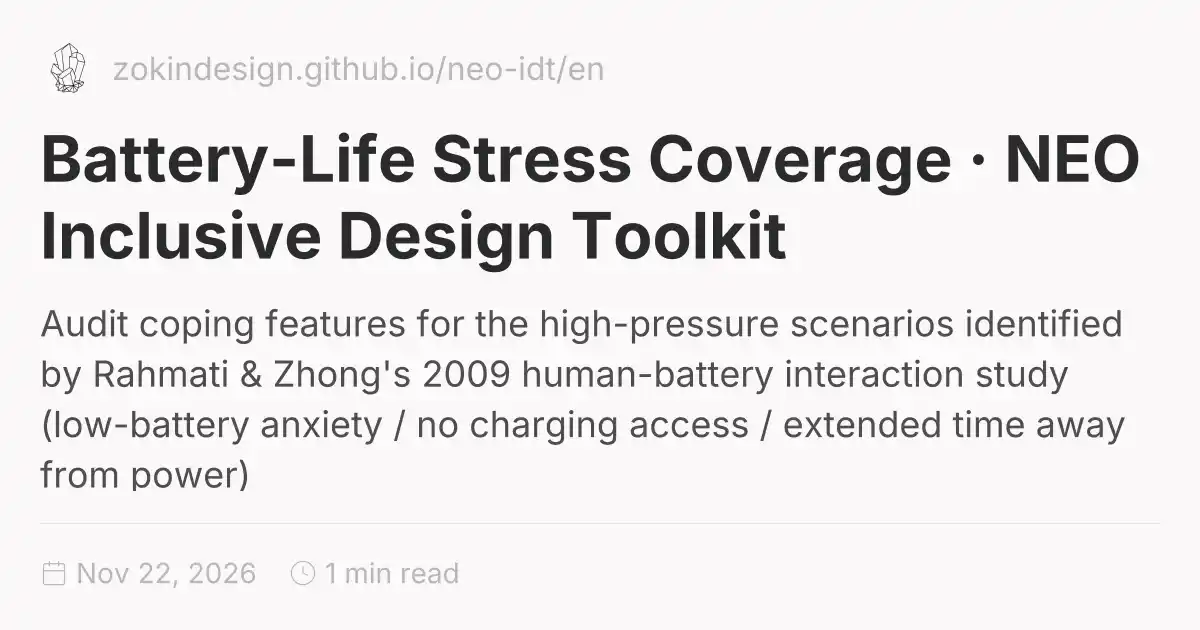 zokindesign.github.io/neo-idt/en
Battery-Life Stress Coverage · NEO
Inclusive Design Toolkit
Audit coping features for the high-pressure scenarios identified
by Rahmati & Zhong's 2009 human-battery interaction study
(low-battery anxiety / no charging access / extended time away
from power)
Nov 22, 2026 1 min read